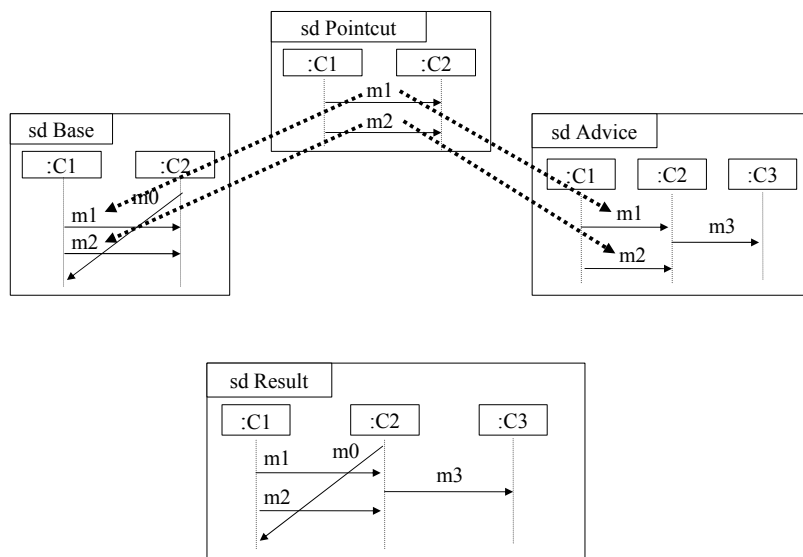 sd Pointcut
:C1 :C2
m1
m2
sd Base
:C1 :C2
m0
m1
m2
sd Advice
:C1 :C2 :C3
m1
m3
m2
sd Result
:C1 :C2 :C3
m0
m1
m3
m2